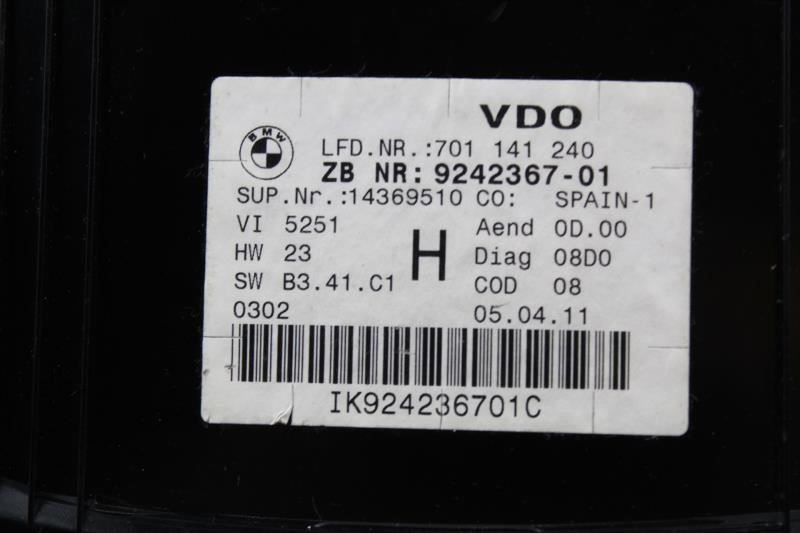 VDO
BMW
LFD.NR.:701 141 240
ZB NR: 9242367-01
SUP.Nr.:14369510 CO: SPAIN-1
VI 5251 Aend 0D.00
HW 23 H Diag 08D0
SW B3.41.C1 COD 08
0302 05.04.11
IK924236701C